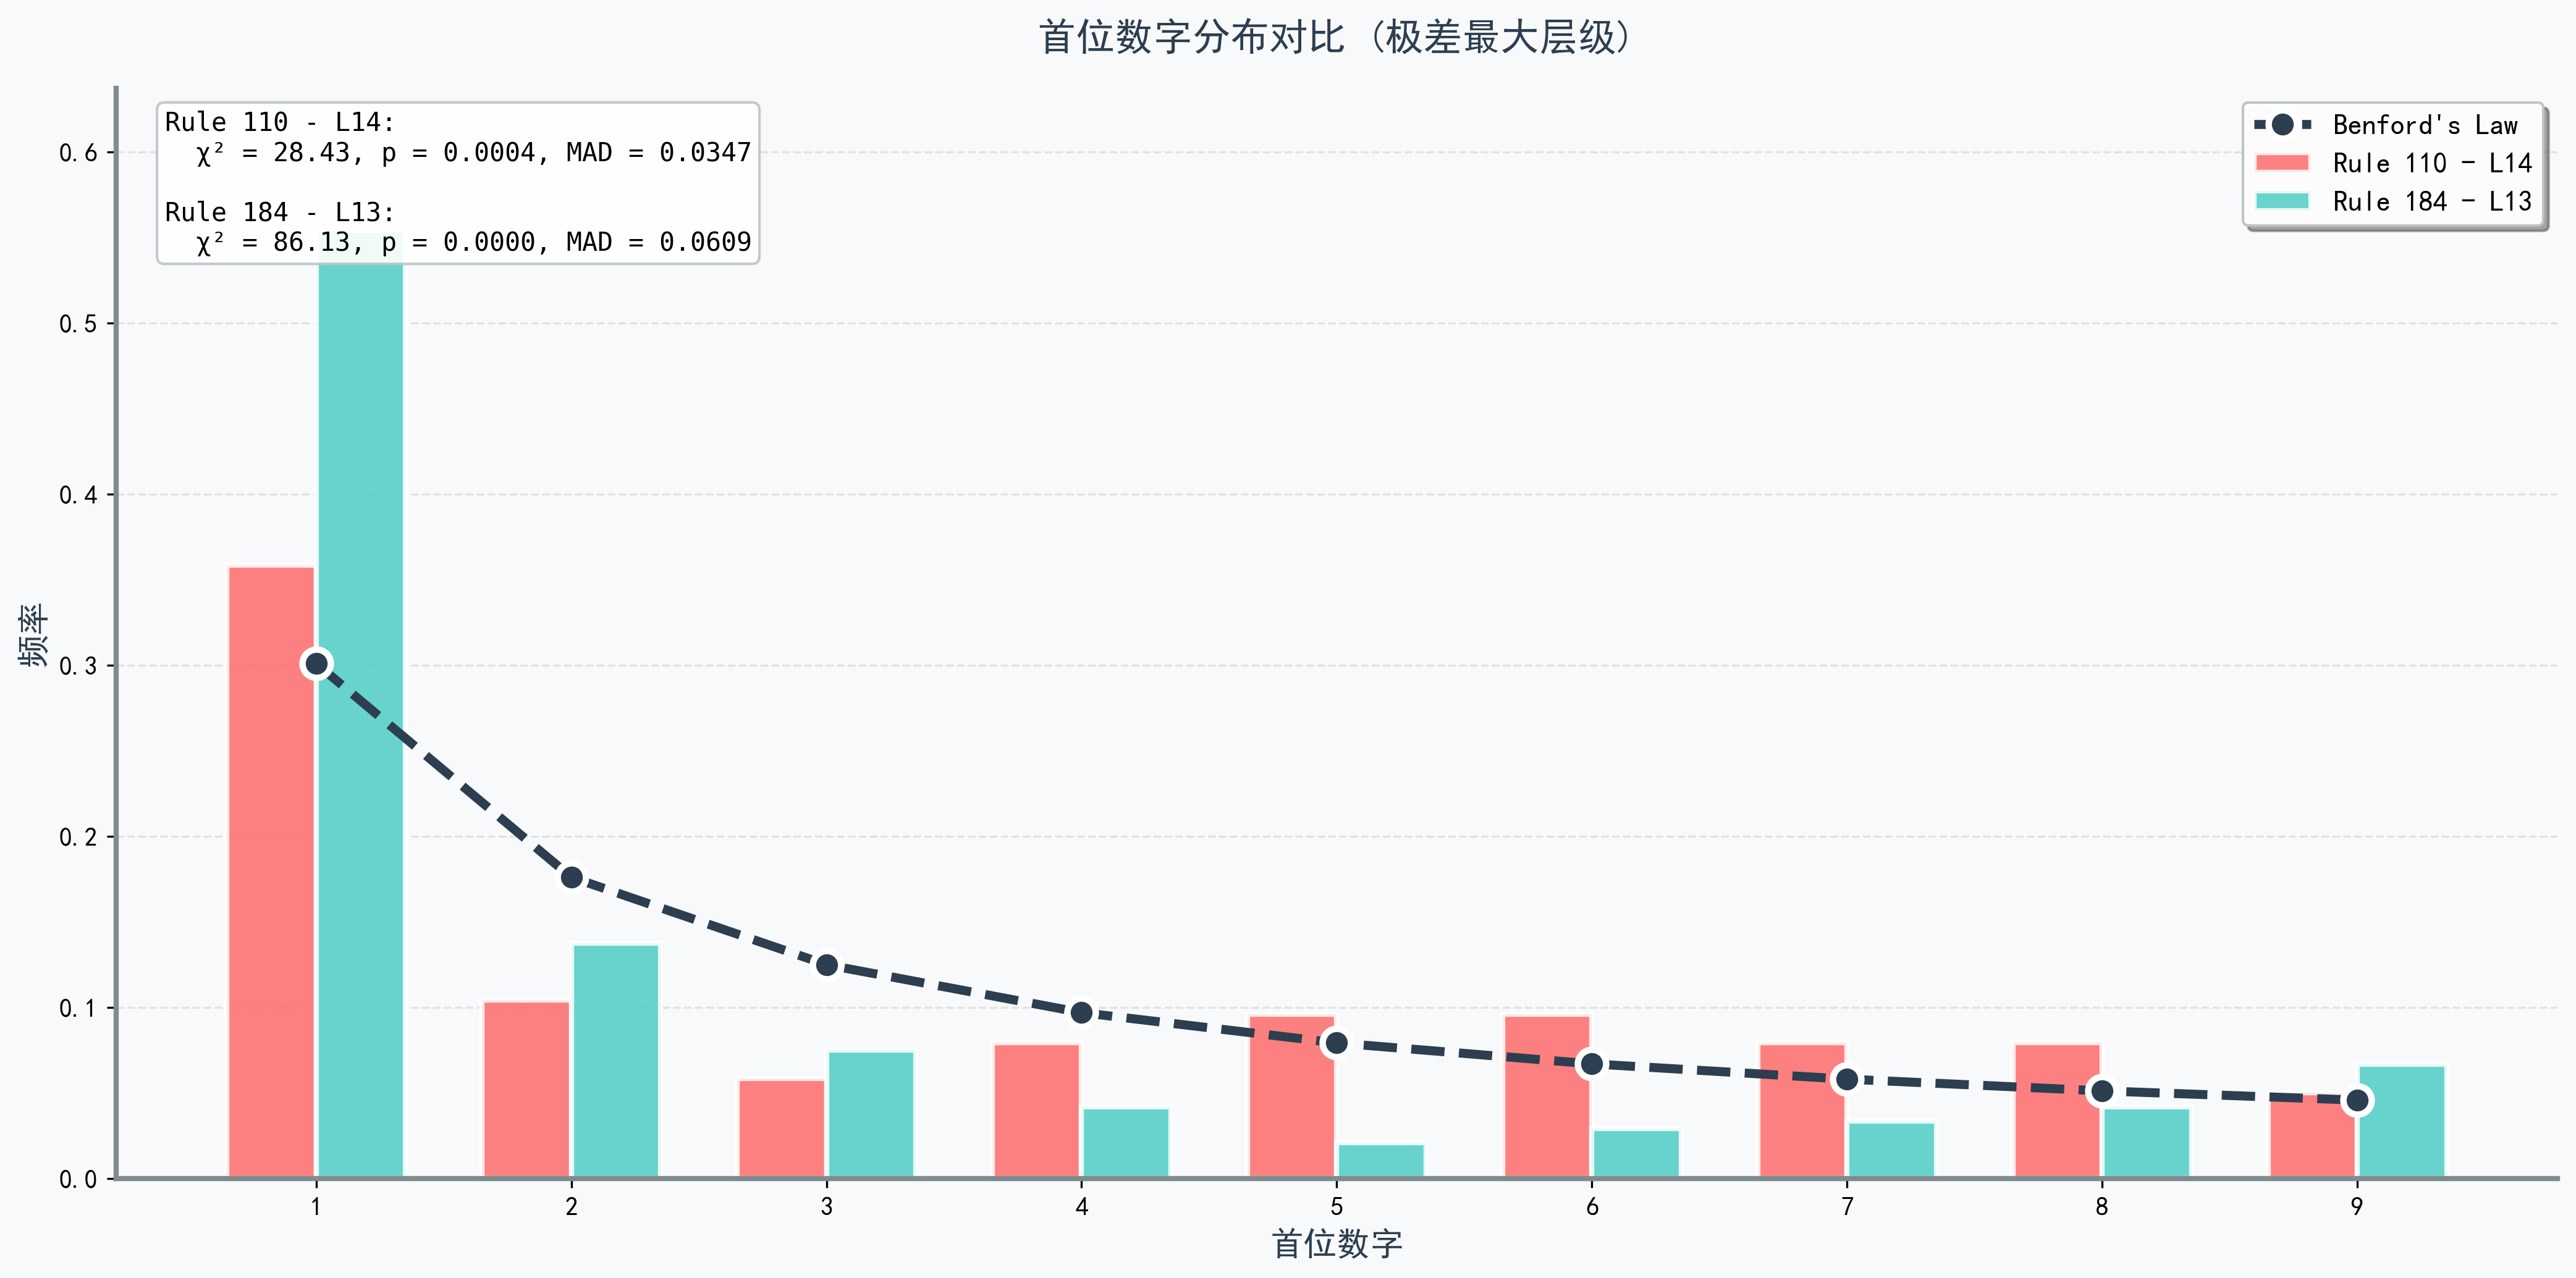 首位数字分布对比 (极差最大层级)
Rule 110 - L14:
χ² = 28.43, p = 0.0004, MAD = 0.0347
Rule 184 - L13:
χ² = 86.13, p = 0.0000, MAD = 0.0609
Benford's Law
Rule 110 - L14
Rule 184 - L13
频率
0.6
0.5
0.4
0.3
0.2
0.1
0.0
1 2 3 4 5 6 7 8 9
首位数字